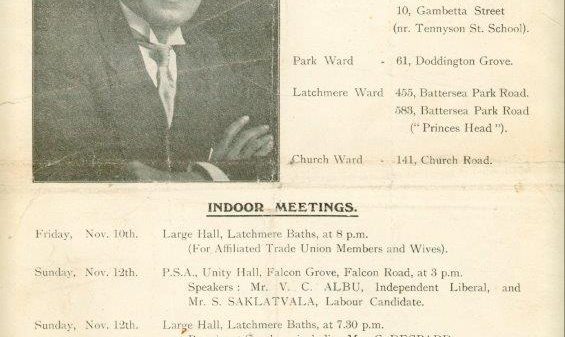 10, Gambetta Street
(nr. Tennyson St. School).
Park Ward - 61, Doddington Grove.
Latchmere Ward 455, Battersea Park Road.
583, Battersea Park Road
("Princes Head").
Church Ward - 141, Church Road.
INDOOR MEETINGS.
Friday, Nov. 10th. Large Hall, Latchmere Baths, at 8 p.m.
(For Affiliated Trade Union Members and Wives).
Sunday, Nov. 12th. P.S.A., Unity Hall, Falcon Grove, Falcon Road, at 3 p.m.
Speakers : Mr. V. C. ALBU, Independent Liberal, and
Mr. S. SAKLATVALA, Labour Candidate.
Sunday, Nov. 12th. Large Hall, Latchmere Baths, at 7.30 p.m.